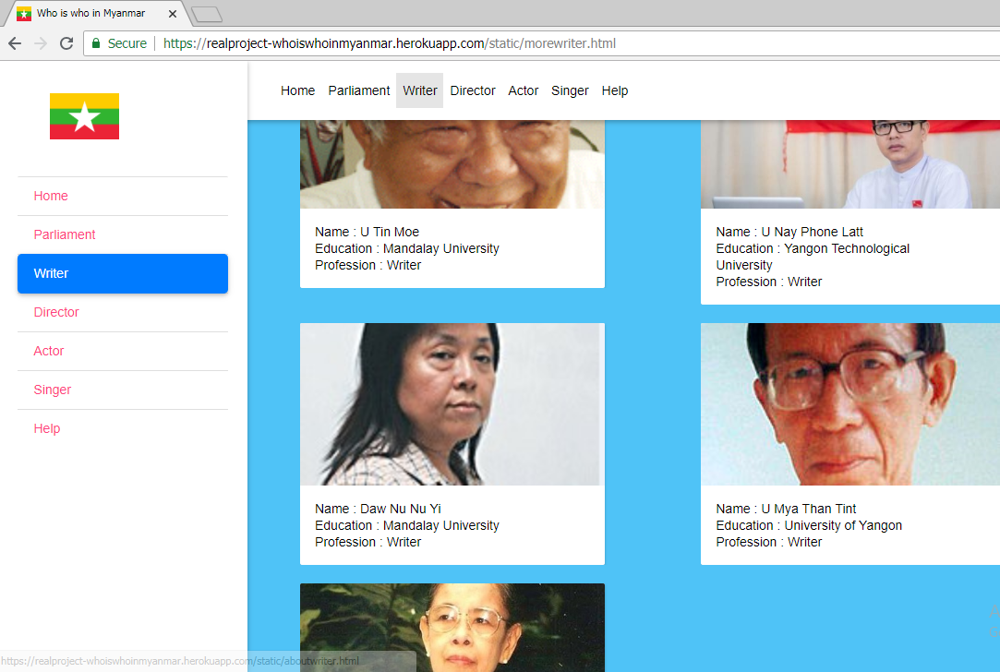 Who is who in Myanmar
Secure https://realproject-whoiswhoinmyanmar.herokuapp.com/static/morewriter.html
Home Parliament Writer Director Actor Singer Help
Home
Parliament
Writer
Director
Actor
Singer
Help
Name : U Tin Moe
Education : Mandalay University
Profession : Writer
Name : U Nay Phone Latt
Education : Yangon Technological
University
Profession : Writer
Name : Daw Nu Nu Yi
Education : Mandalay University
Profession : Writer
Name : U Mya Than Tint
Education : University of Yangon
Profession : Writer
https://realproject-whoiswhoinmyanmar.herokuapp.com/static/aboutwriter.html